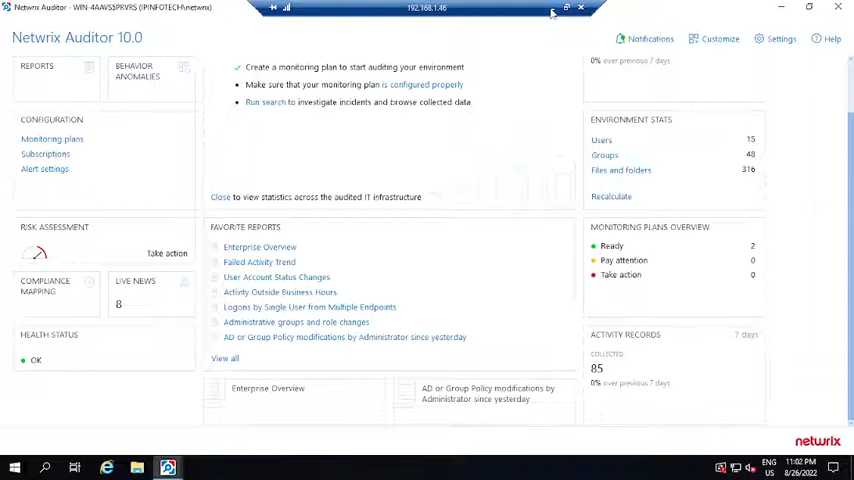 Netwrix Auditor - WIN-4AAVS5PRVRS (IPINFOTECH\netwrix)
192.168.1.46
Netwrix Auditor 10.0
Notifications
Customize
Settings
Help
REPORTS
BEHAVIOR
ANOMALIES
Create a monitoring plan to start auditing your environment
Make sure that your monitoring plan is configured properly
Run search to investigate incidents and browse collected data
0% over previous 7 days
CONFIGURATION
Monitoring plans
Subscriptions
Alert settings
Close to view statistics across the audited IT infrastructure
ENVIRONMENT STATS
Users 15
Groups 48
Files and folders 316
Recalculate
RISK ASSESSMENT
Take action
FAVORITE REPORTS
Enterprise Overview
Failed Activity Trend
User Account Status Changes
Activity Outside Business Hours
Logons by Single User from Multiple Endpoints
Administrative groups and role changes
AD or Group Policy modifications by Administrator since yesterday
View all
MONITORING PLANS OVERVIEW
Ready 2
Pay attention 0
Take action 0
COMPLIANCE
MAPPING
LIVE NEWS
8
HEALTH STATUS
OK
ACTIVITY RECORDS 7 days
COLLECTED
85
0% over previous 7 days
Enterprise Overview
AD or Group Policy modifications by
Administrator since yesterday
netwrix
ENG
US
11:02 PM
8/26/2022